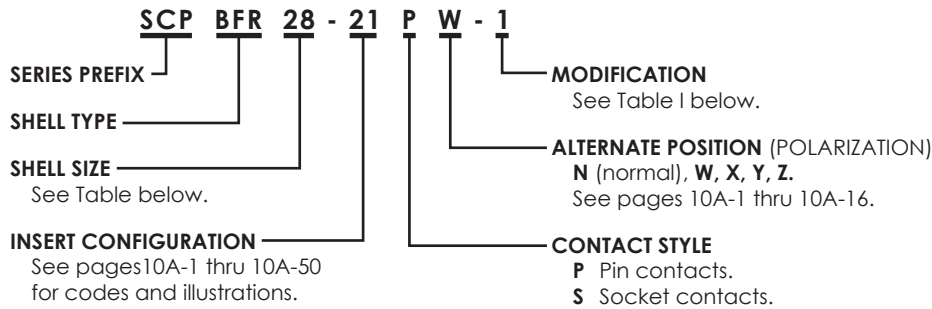 SCP BFR 28 - 21 P W - 1
SERIES PREFIX
SHELL TYPE
SHELL SIZE
See Table below.
INSERT CONFIGURATION
See pages10A-1 thru 10A-50
for codes and illustrations.
MODIFICATION
See Table I below.
ALTERNATE POSITION (POLARIZATION)
N (normal), W, X, Y, Z.
See pages 10A-1 thru 10A-16.
CONTACT STYLE
P Pin contacts.
S Socket contacts.